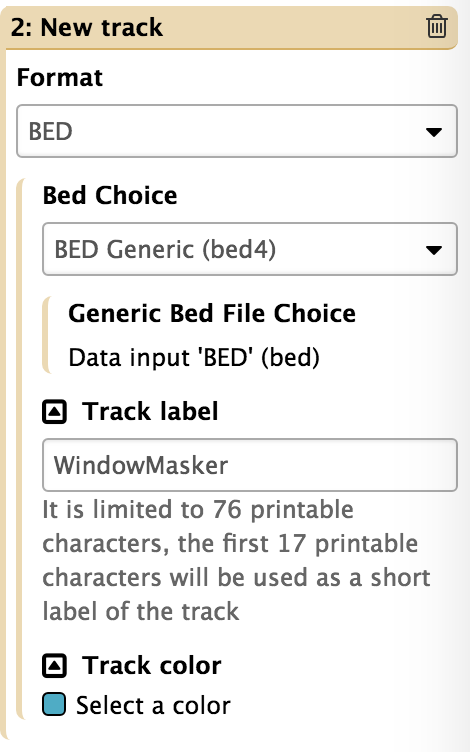 2: New track
Format
BED
Bed Choice
BED Generic (bed4)
Generic Bed File Choice
Data input 'BED' (bed)
Track label
WindowMasker
It is limited to 76 printable
characters, the first 17 printable
characters will be used as a short
label of the track
Track color
Select a color